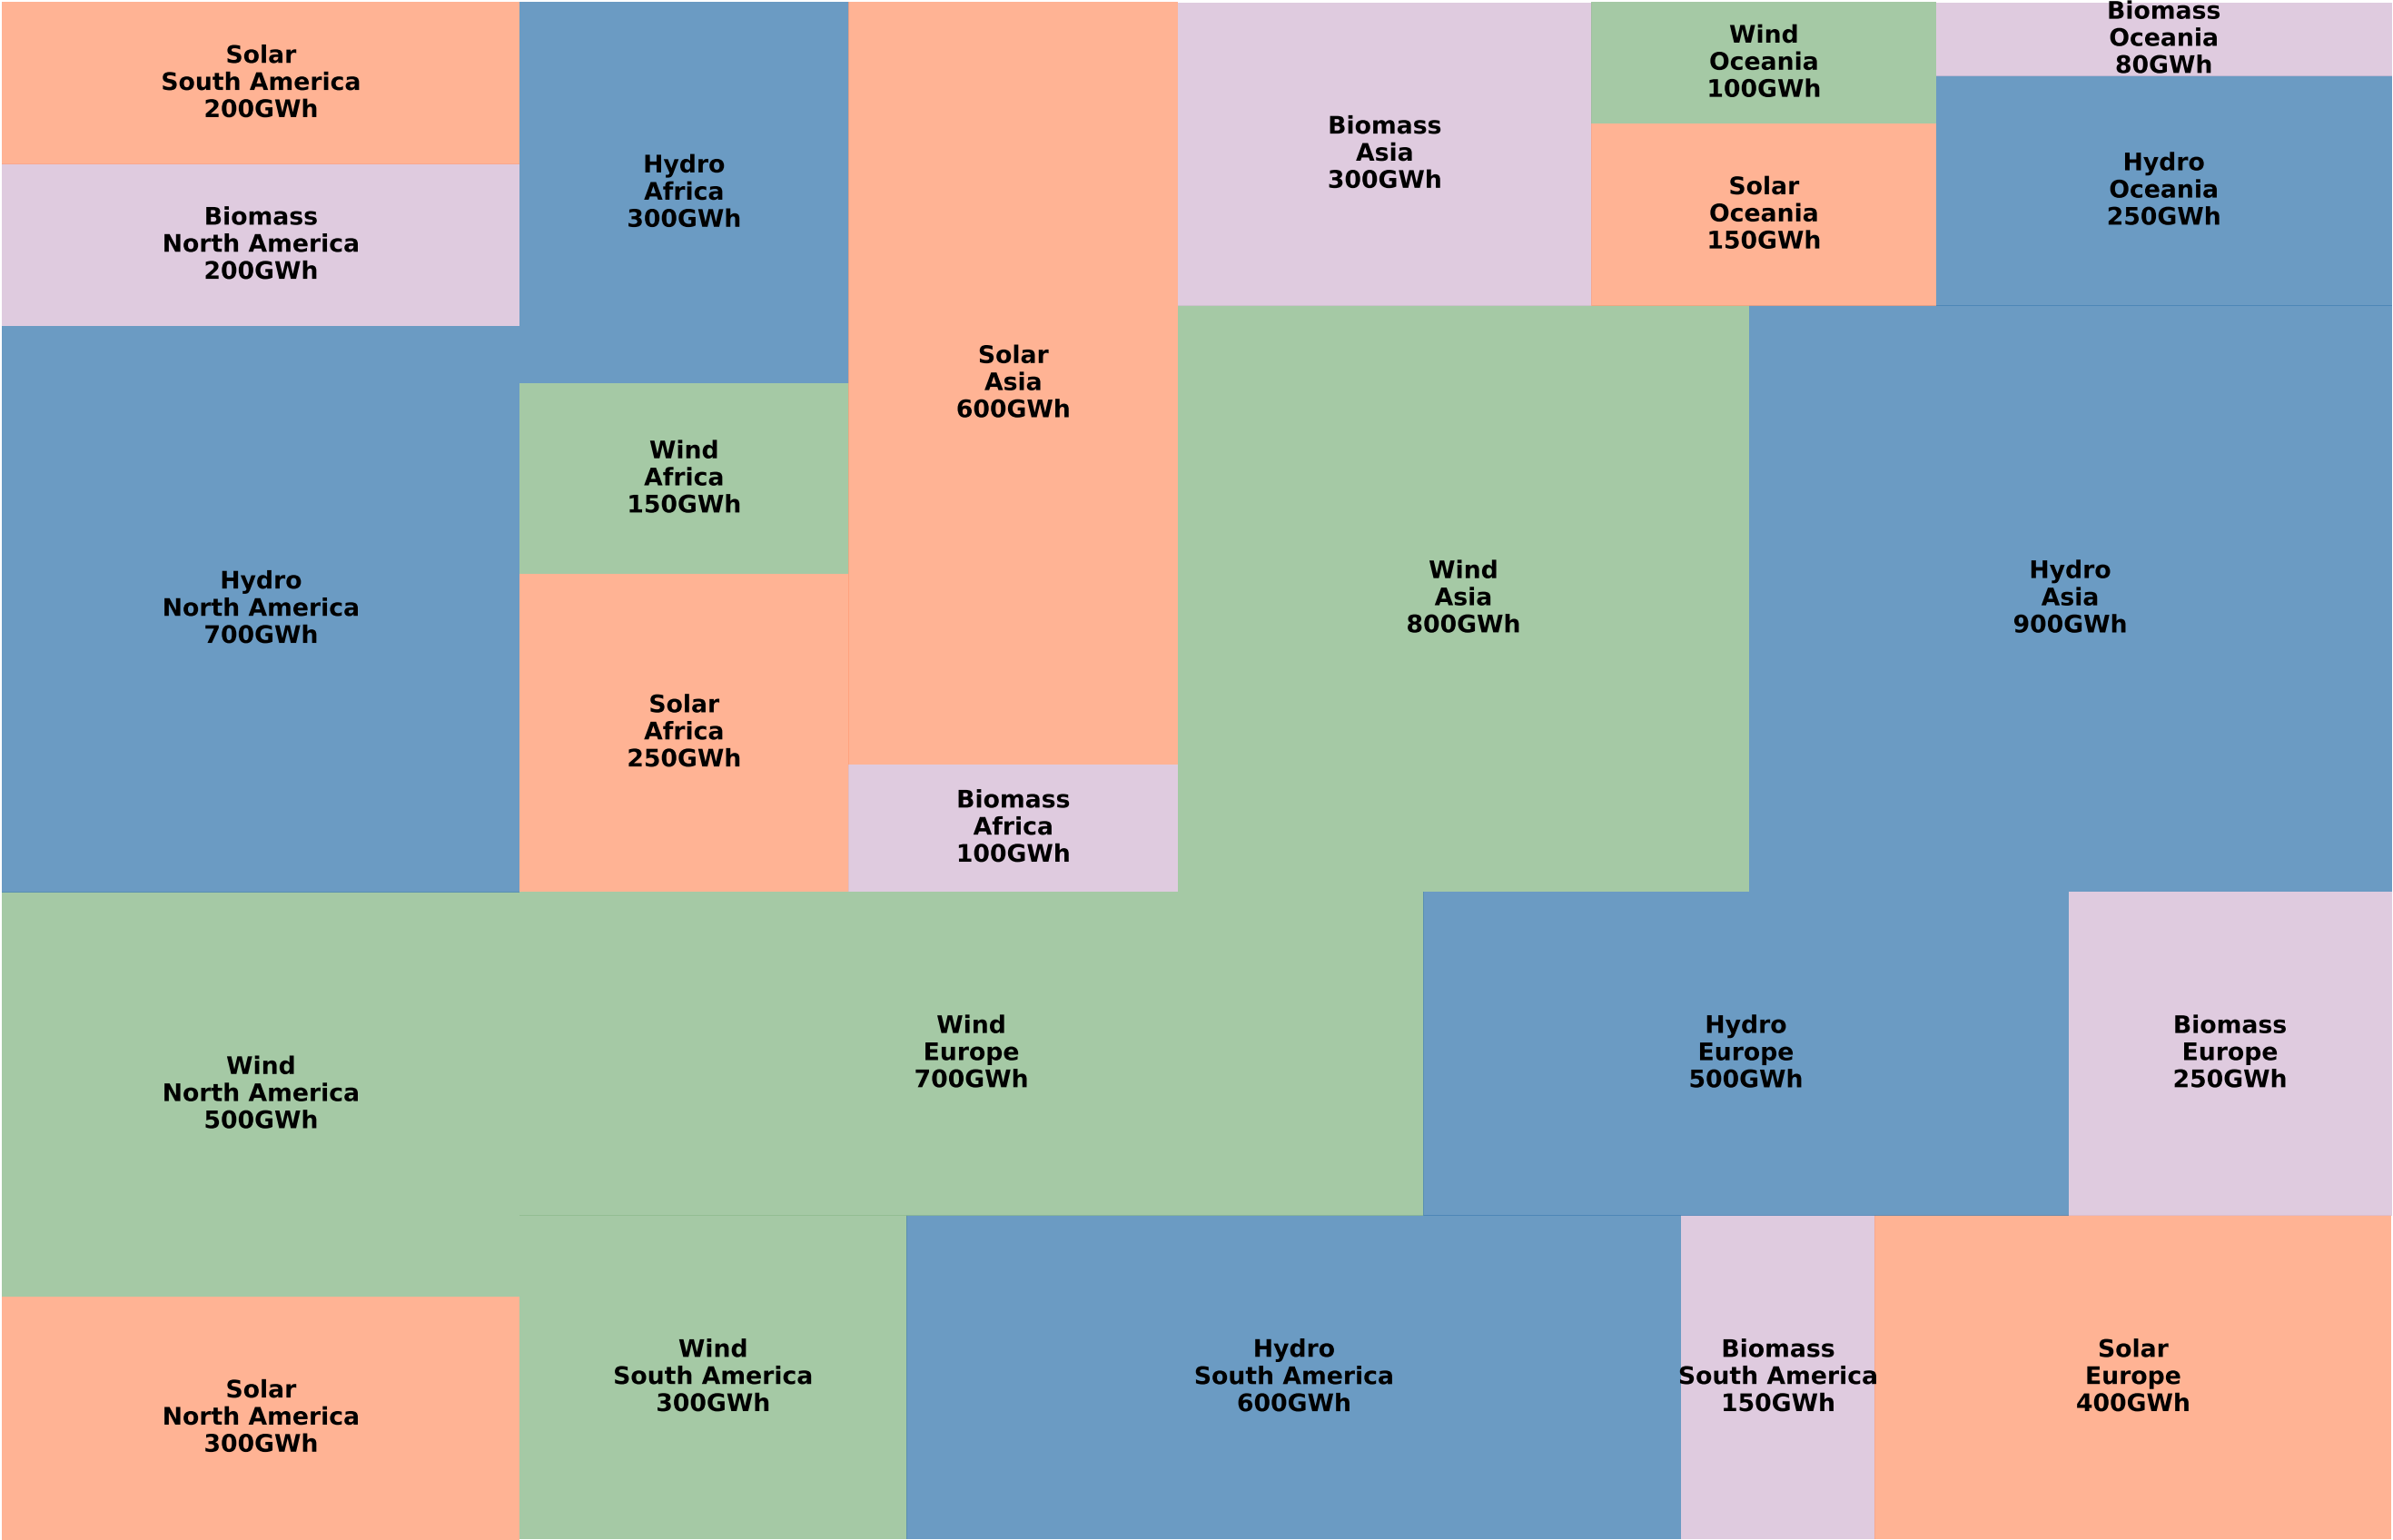 Solar
South America
200GWh
Biomass
North America
200GWh
Hydro
North America
700GWh
Wind
North America
500GWh
Solar
North America
300GWh
Hydro
Africa
300GWh
Wind
Africa
150GWh
Solar
Africa
250GWh
Solar
Asia
600GWh
Biomass
Africa
100GWh
Biomass
Asia
300GWh
Wind
Oceania
100GWh
Solar
Oceania
150GWh
Biomass
Oceania
80GWh
Hydro
Oceania
250GWh
Wind
Asia
800GWh
Hydro
Asia
900GWh
Wind
Europe
700GWh
Hydro
Europe
500GWh
Biomass
Europe
250GWh
Wind
South America
300GWh
Hydro
South America
600GWh
Biomass
South America
150GWh
Solar
Europe
400GWh